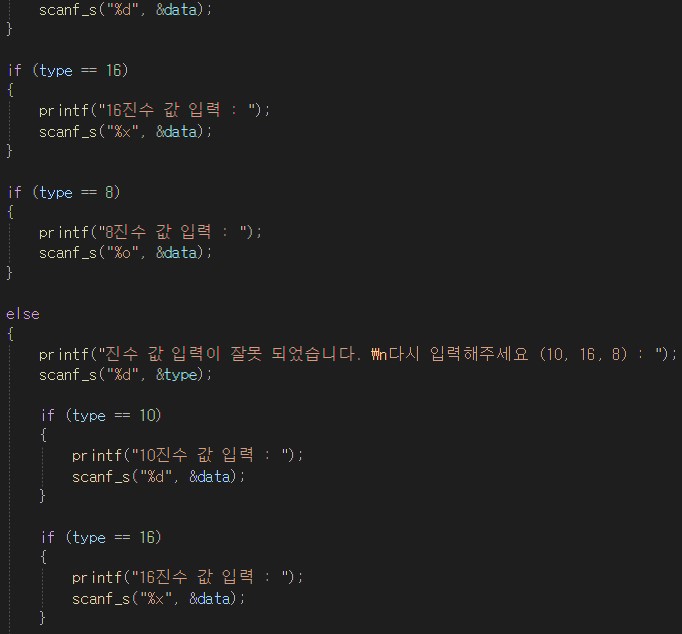 scanf_s("%d", &data);
}
if (type == 16)
{
printf("16진수 값 입력 : ");
scanf_s("%x", &data);
}
if (type == 8)
{
printf("8진수 값 입력 : ");
scanf_s("%o", &data);
}
else
{
printf("진수 값 입력이 잘못 되었습니다. ₩n다시 입력해주세요 (10, 16, 8) : ");
scanf_s("%d", &type);
if (type == 10)
{
printf("10진수 값 입력 : ");
scanf_s("%d", &data);
}
if (type == 16)
{
printf("16진수 값 입력 : ");
scanf_s("%x", &data);
}